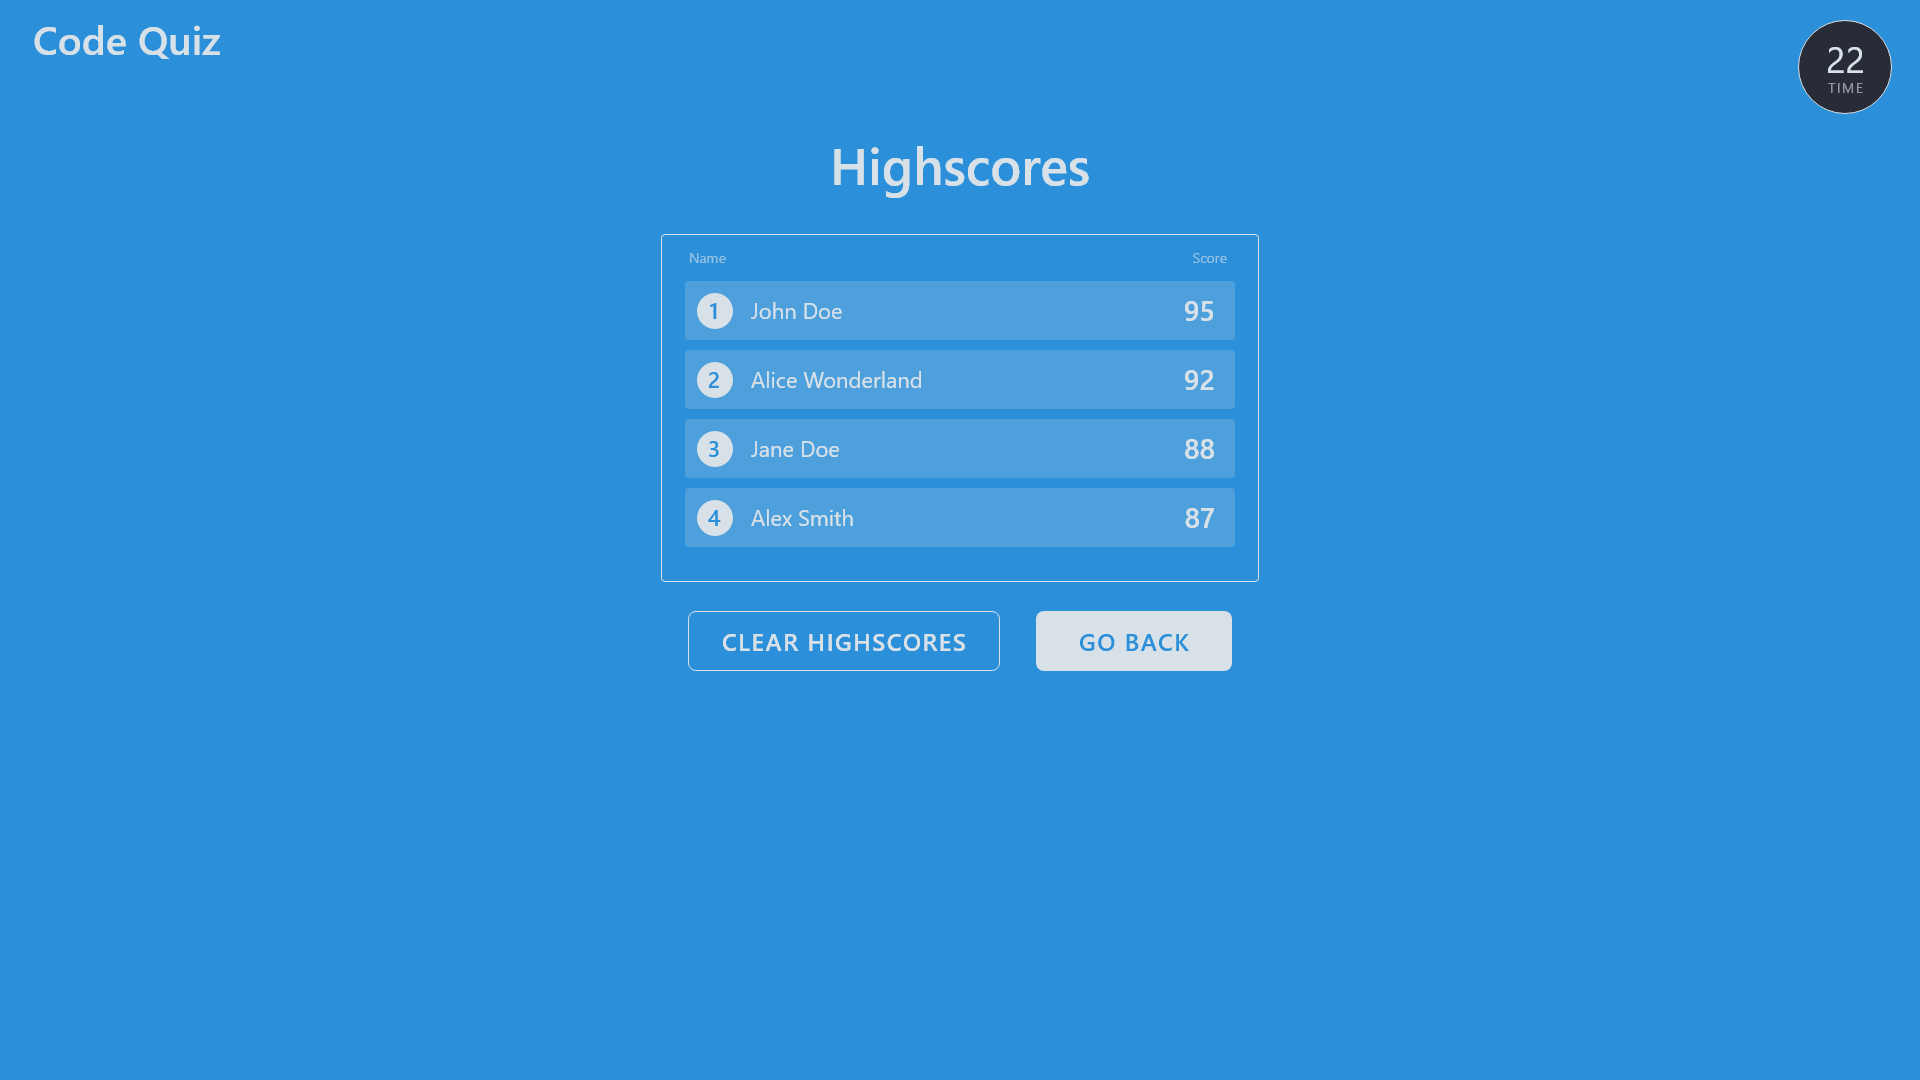 Code Quiz
22
TIME
Highscores
Name Score
1 John Doe 95
2 Alice Wonderland 92
3 Jane Doe 88
4 Alex Smith 87
CLEAR HIGHSCORES GO BACK